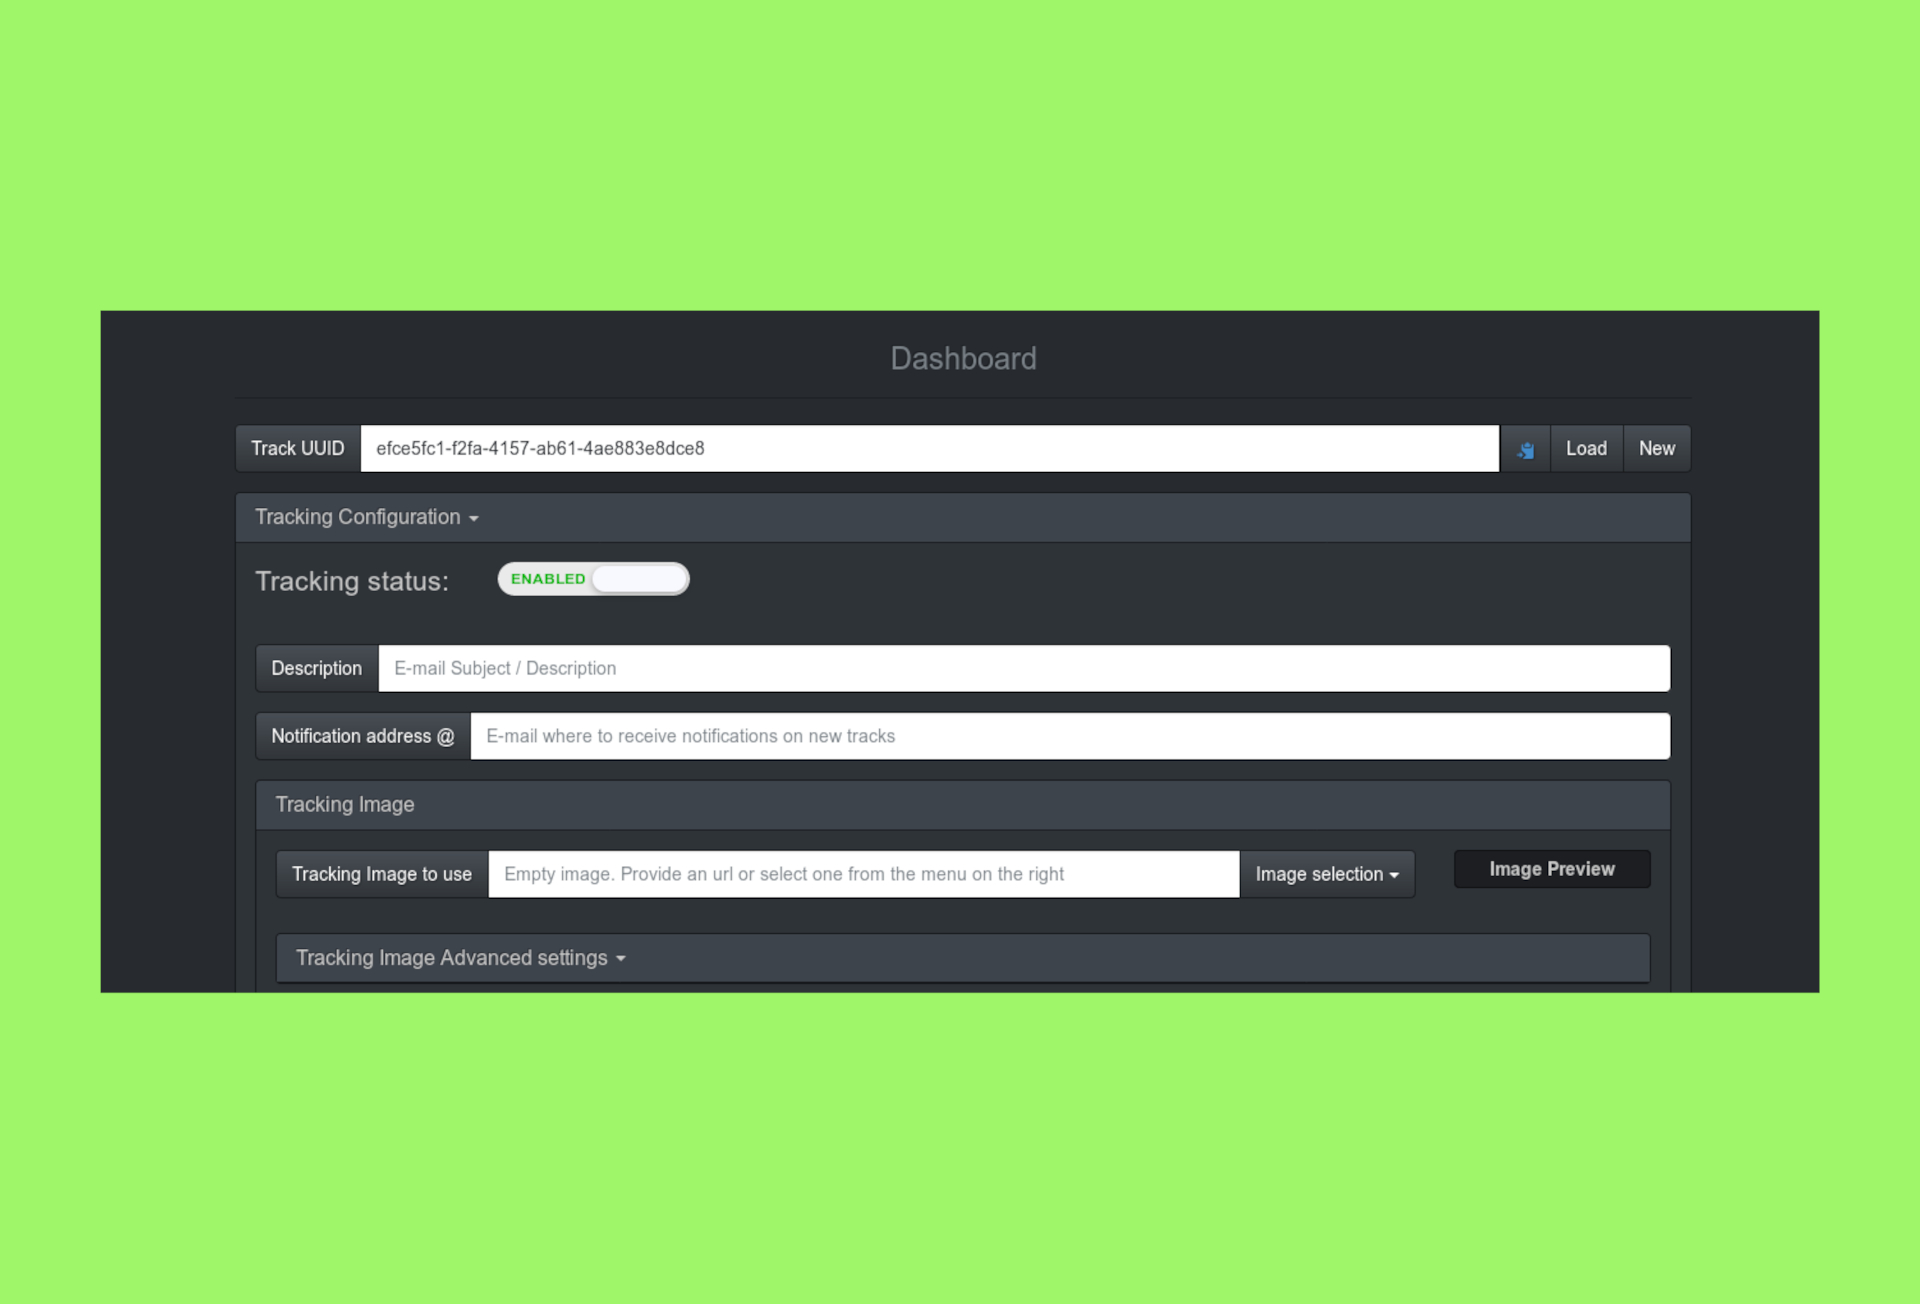 Dashboard
Track UUID efce5fc1-f2fa-4157-ab61-4ae883e8dce8 Load New
Tracking Configuration
Tracking status: ENABLED
Description E-mail Subject / Description
Notification address @ E-mail where to receive notifications on new tracks
Tracking Image
Tracking Image to use Empty image. Provide an url or select one from the menu on the right Image selection Image Preview
Tracking Image Advanced settings